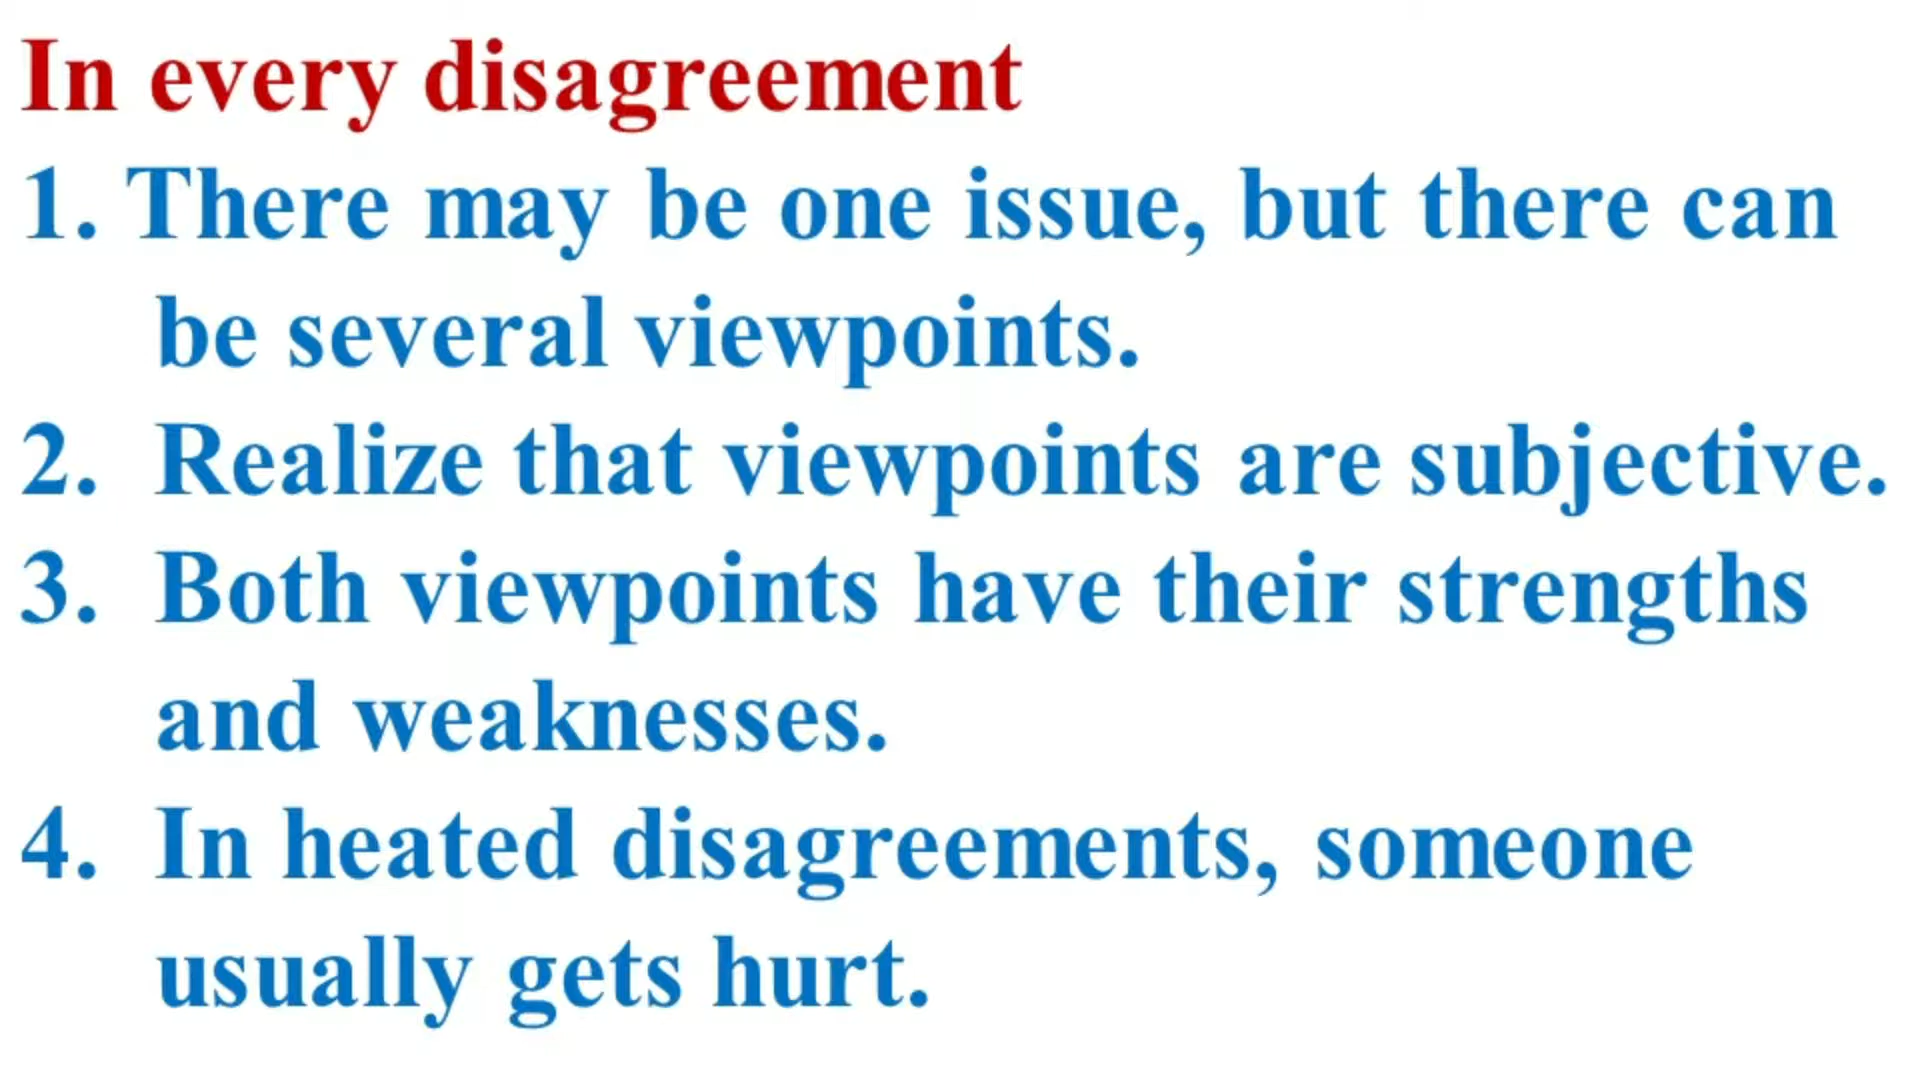 In every disagreement
1. There may be one issue, but there can
be several viewpoints.
2. Realize that viewpoints are subjective.
3. Both viewpoints have their strengths
and weaknesses.
4. In heated disagreements, someone
usually gets hurt.